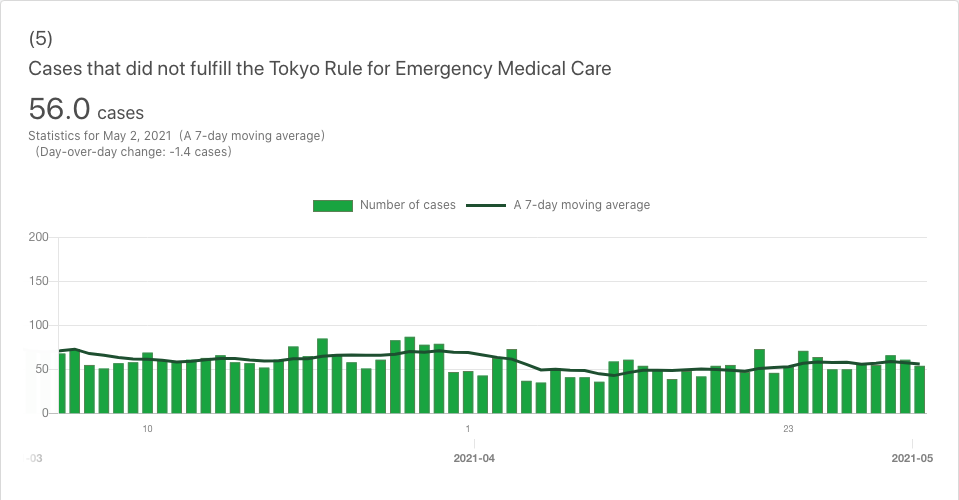 (5)
Cases that did not fulfill the Tokyo Rule for Emergency Medical Care
56.0 cases
Statistics for May 2, 2021 (A 7-day moving average)
(Day-over-day change: -1.4 cases)
Number of cases A 7-day moving average
200
150
100
50
0
10 1 23
-03 2021-04 2021-05